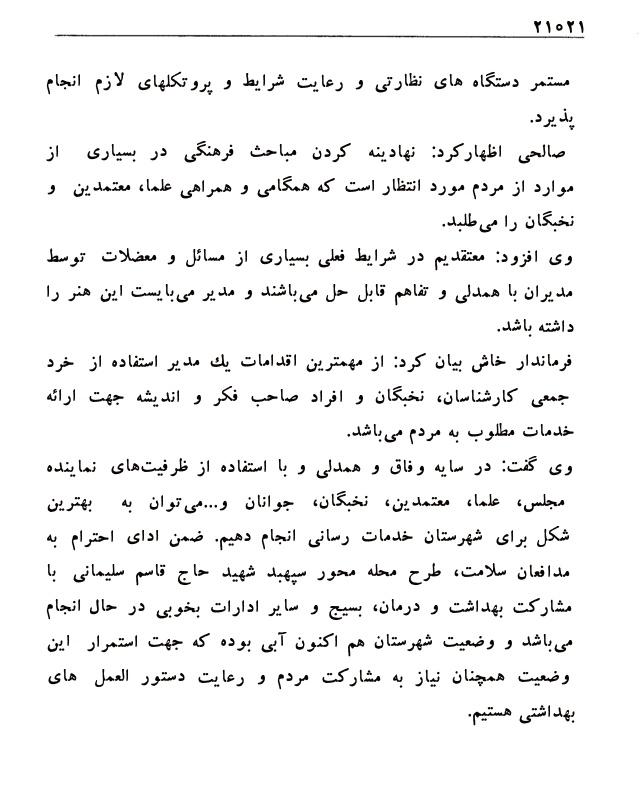 ۲۱۰۲۱
مستمر دستگاه های نظارتی و رعایت شرایط و پروتکلهای لازم انجام
پذیرد.
صالحی اظهارکرد: نهادینه کردن مباحث فرهنگی در بسیاری از
موارد از مردم مورد انتظار است که همگامی و همراهی علما، معتمدین و
نخبگان را می‌طلبد.
وی افزود: معتقدیم در شرایط فعلی بسیاری از مسائل و معضلات توسط
مدیران با همدلی و تفاهم قابل حل می‌باشند و مدیر می‌بایست این هنر را
داشته باشد.
فرماندار خاش بیان کرد: از مهمترین اقدامات یك مدیر استفاده از خرد
جمعی کارشناسان، نخبگان و افراد صاحب فکر و اندیشه جهت ارائه
خدمات مطلوب به مردم می‌باشد.
وی گفت: در سایه وفاق و همدلی و با استفاده از ظرفیت‌های نماینده
مجلس، علما، معتمدین، نخبگان، جوانان و...می‌توان به بهترین
شکل برای شهرستان خدمات رسانی انجام دهیم. ضمن ادای احترام به
مدافعان سلامت، طرح محله محور سپهبد شهید حاج قاسم سلیمانی با
مشارکت بهداشت و درمان، بسیج و سایر ادارات بخوبی در حال انجام
می‌باشد و وضعیت شهرستان هم اکنون آبی بوده که جهت استمرار این
وضعیت همچنان نیاز به مشارکت مردم و رعایت دستور العمل های
بهداشتی هستیم.